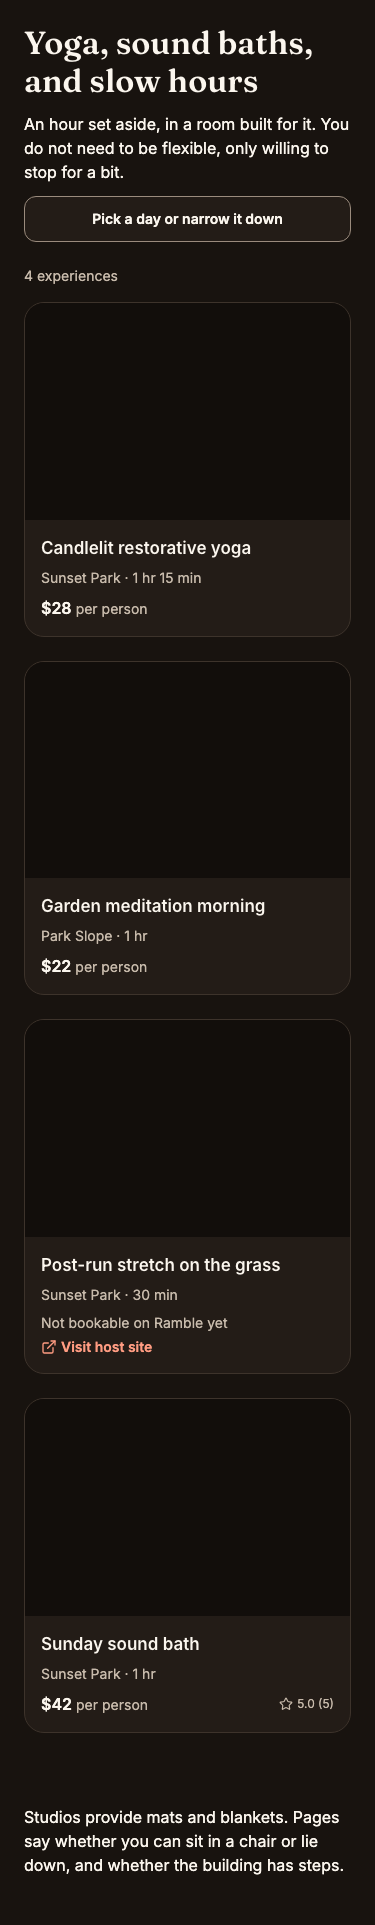 Yoga, sound baths,
and slow hours
An hour set aside, in a room built for it. You
do not need to be flexible, only willing to
stop for a bit.
Pick a day or narrow it down
4 experiences
Candlelit restorative yoga
Sunset Park · 1 hr 15 min
$28 per person
Garden meditation morning
Park Slope · 1 hr
$22 per person
Post-run stretch on the grass
Sunset Park · 30 min
Not bookable on Ramble yet
Visit host site
Sunday sound bath
Sunset Park · 1 hr
$42 per person 5.0 (5)
Studios provide mats and blankets. Pages
say whether you can sit in a chair or lie
down, and whether the building has steps.